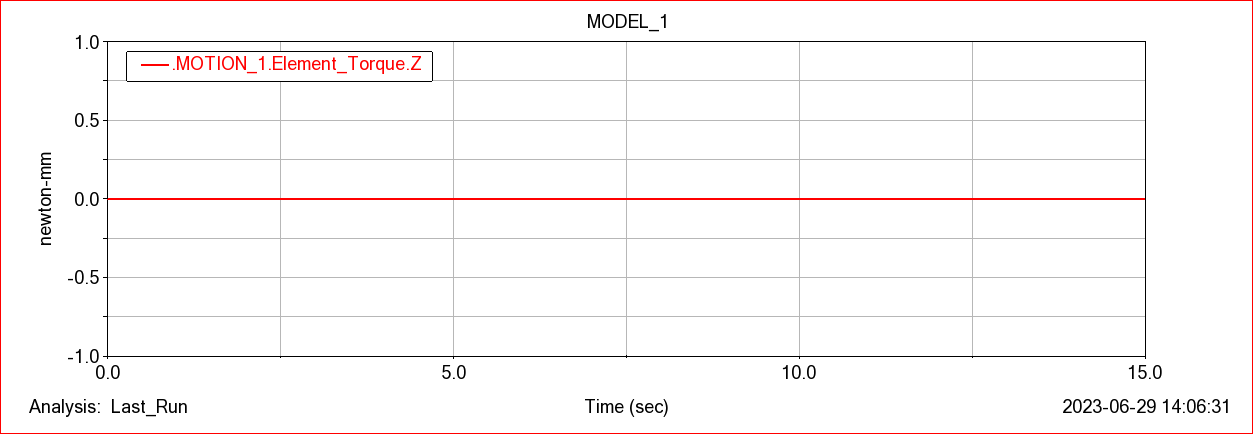 MODEL_1
1.0
0.5
0.0
-0.5
-1.0
newton-mm
.MOTION_1.Element_Torque.Z
0.0 5.0 10.0 15.0
Analysis: Last_Run Time (sec) 2023-06-29 14:06:31